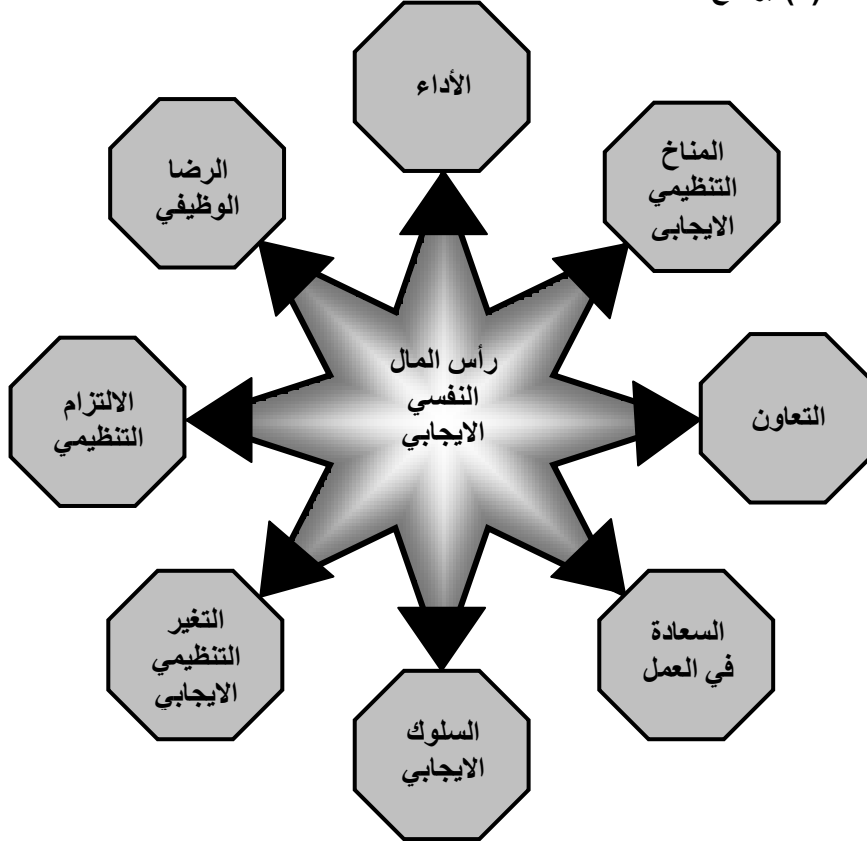 الأداء
المناخ
التنظيمي
الايجابى
الرضا
الوظيفي
رأس المال
النفسي
الايجابي
التعاون
الالتزام
التنظيمي
السعادة
في العمل
التغير
التنظيمي
الايجابي
السلوك
الايجابي